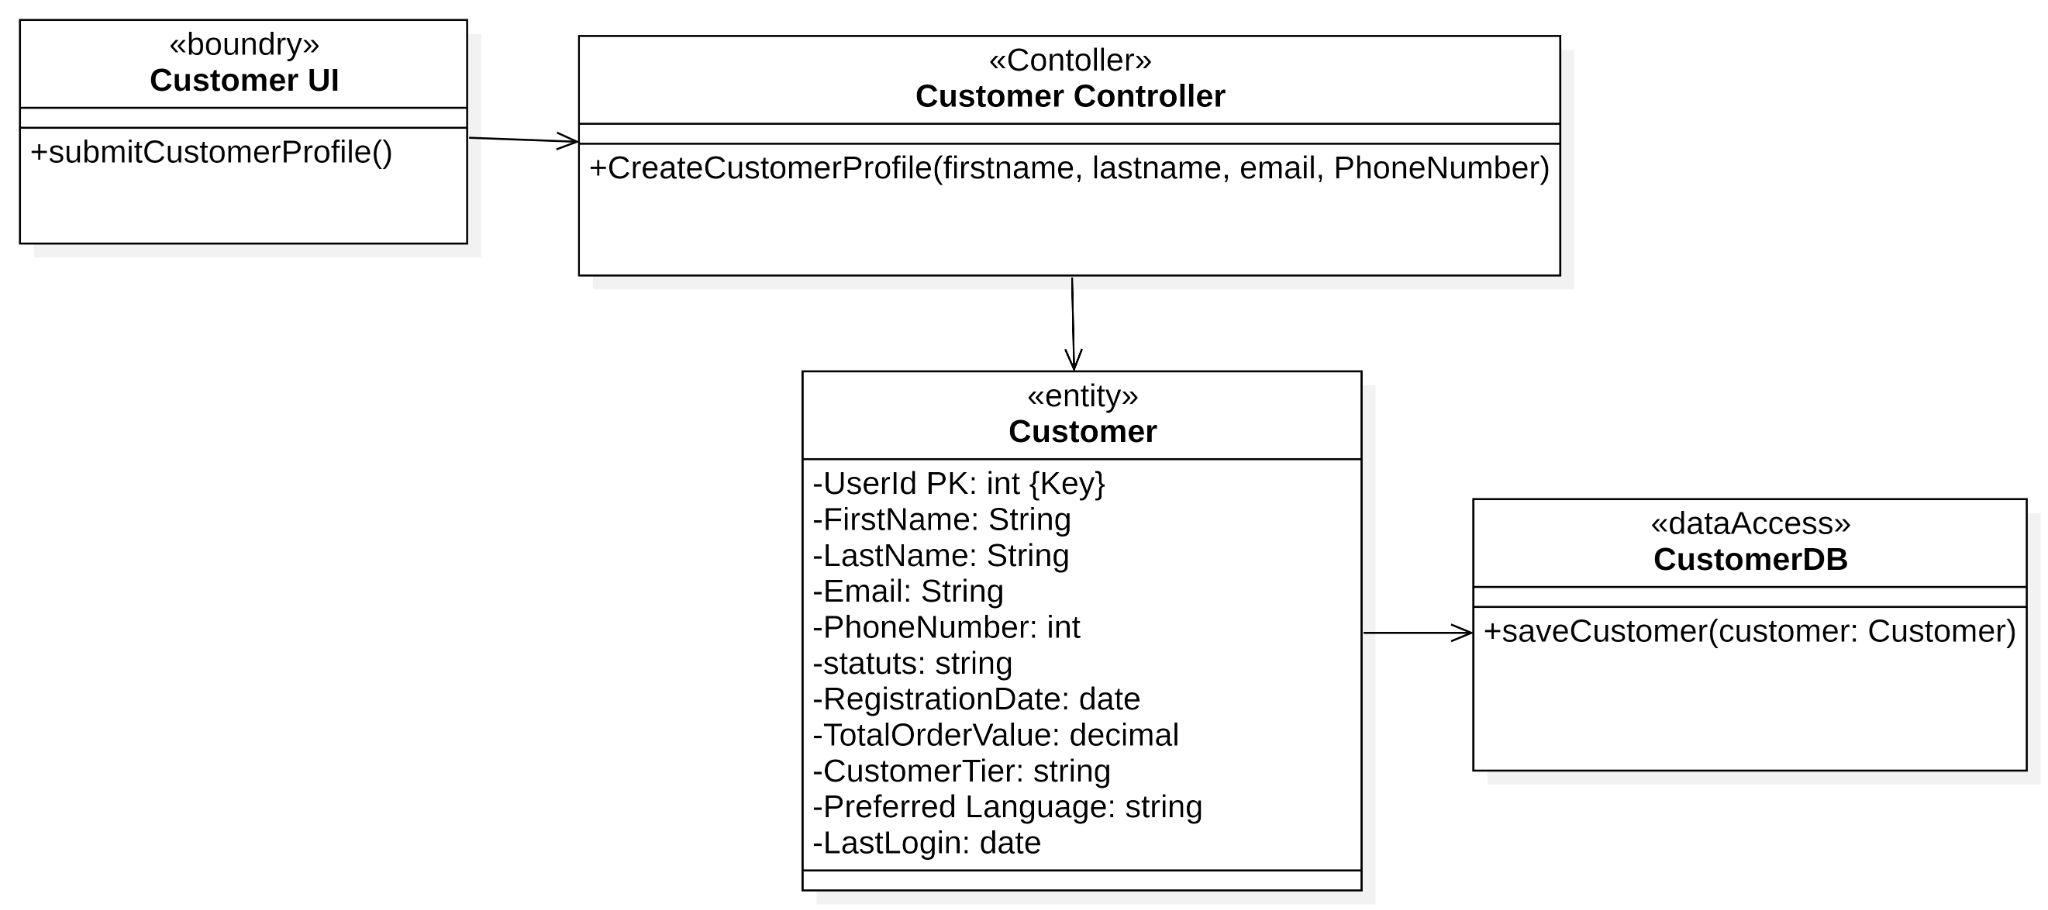 «boundry»
Customer UI
+submitCustomerProfile()
«Contoller»
Customer Controller
+CreateCustomerProfile(firstname, lastname, email, PhoneNumber)
«entity»
Customer
-UserId PK: int {Key}
-FirstName: String
-LastName: String
-Email: String
-PhoneNumber: int
-statuts: string
-RegistrationDate: date
-TotalOrderValue: decimal
-CustomerTier: string
-Preferred Language: string
-LastLogin: date
«dataAccess»
CustomerDB
+saveCustomer(customer: Customer)